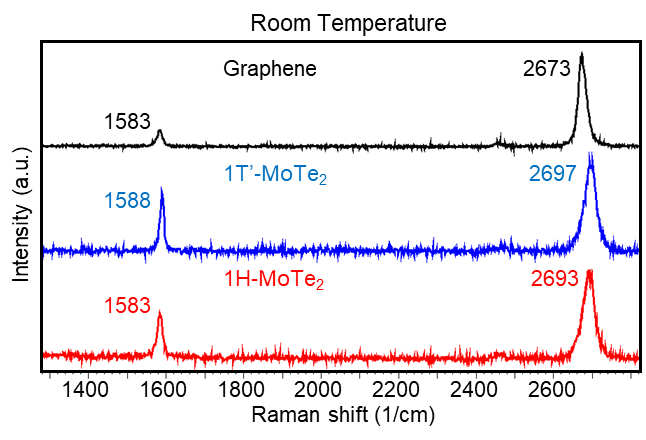 Room Temperature
Graphene
2673
1583
1T’-MoTe₂
2697
1588
1H-MoTe₂
2693
1583
Intensity (a.u.)
1400 1600 1800 2000 2200 2400 2600
Raman shift (1/cm)